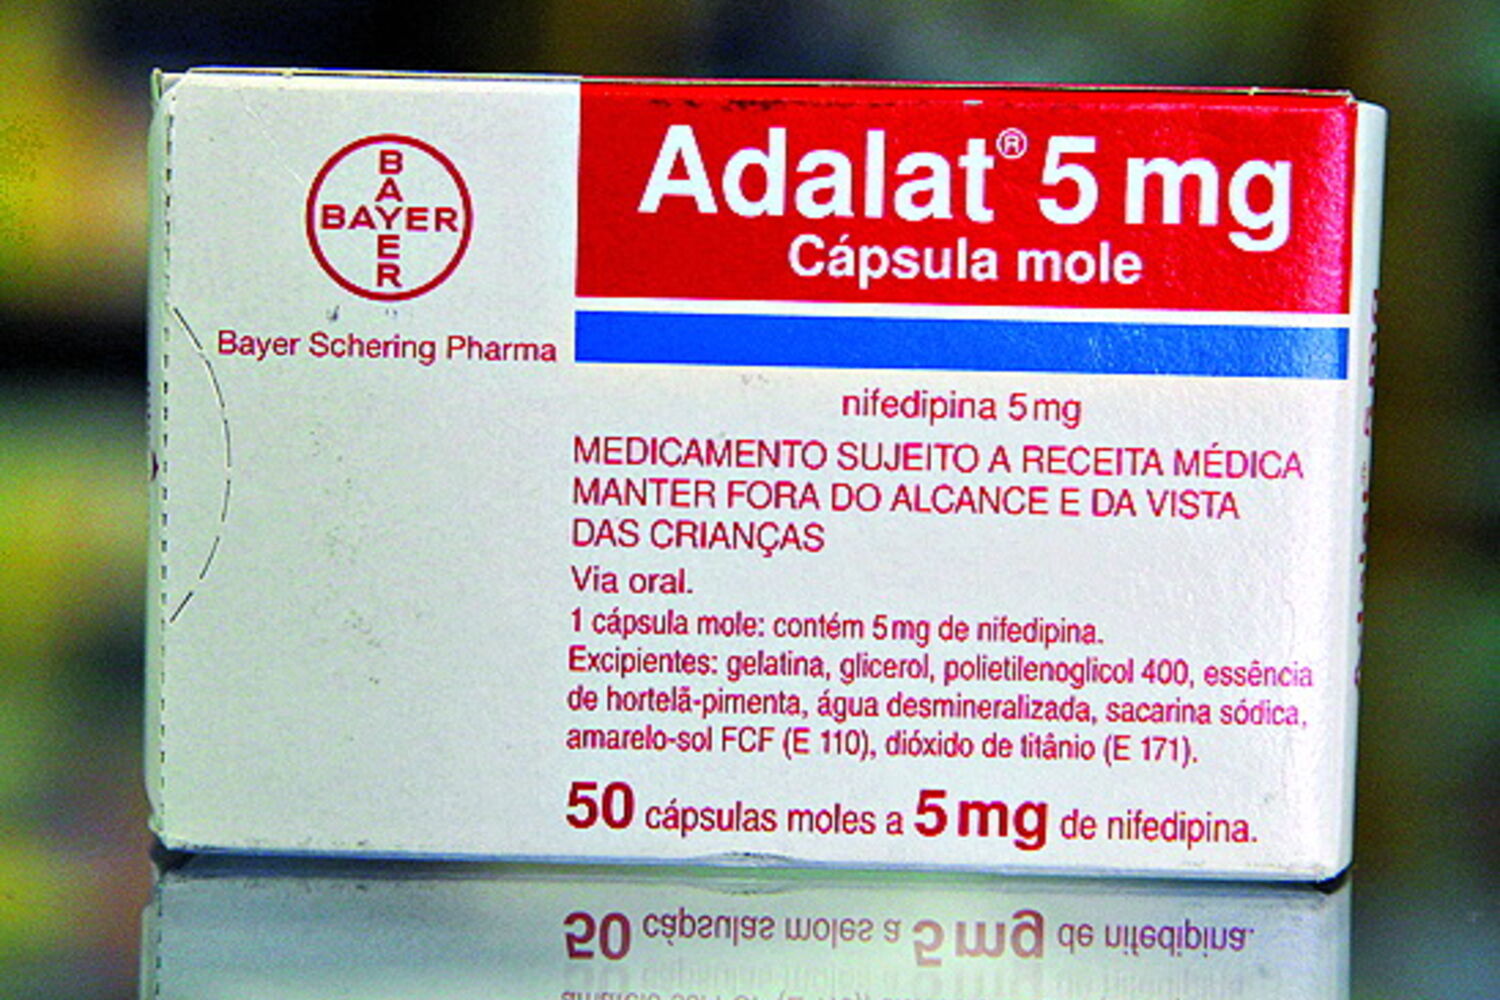 BAYER
BAYER
Bayer Schering Pharma
Adalat® 5 mg
Cápsula mole
nifedipina 5 mg
MEDICAMENTO SUJEITO A RECEITA MÉDICA
MANTER FORA DO ALCANCE E DA VISTA
DAS CRIANÇAS
Via oral.
1 cápsula mole: contém 5 mg de nifedipina.
Excipientes: gelatina, glicerol, polietilenoglicol 400, essência
de hortelã-pimenta, água desmineralizada, sacarina sódica,
amarelo-sol FCF (E 110), dióxido de titânio (E 171).
50 cápsulas moles a 5 mg de nifedipina.